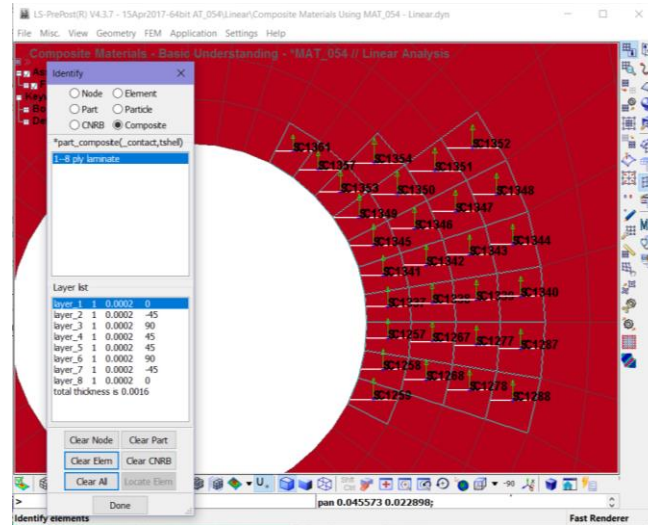 LS-PrePost(R) V4.3.7 - 15Apr2017-64bit AT_054\Linear\Composite Materials Using MAT_054 - Linear.dyn
File Misc. View Geometry FEM Application Settings Help
Composite Materials - Basic Understanding - *MAT_054 // Linear Analysis
Identify
Node Element
Part Particle
CNRB Composite
*part_composite(_contact,tshell)
1--8 ply laminate
Layer list
layer_1 1 0.0002 0
layer_2 1 0.0002 -45
layer_3 1 0.0002 90
layer_4 1 0.0002 45
layer_5 1 0.0002 45
layer_6 1 0.0002 90
layer_7 1 0.0002 -45
layer_8 1 0.0002 0
total thickness is 0.0016
Clear Node Clear Part
Clear Elem Clear CNRB
Clear All Locate Elem
Done
SC1361 SC1352
SC1357 SC1354 SC1351
SC1353 SC1350 SC1348
SC1349 SC1347
SC1346
SC1345 SC1344
SC1343
SC1342
SC1341
SC1340
SC1257 SC1267 SC1277 SC1287
SC1258 SC1268 SC1278 SC1288
SC1259
-90
>
pan 0.045573 0.022898;
Identify elements
Fast Renderer